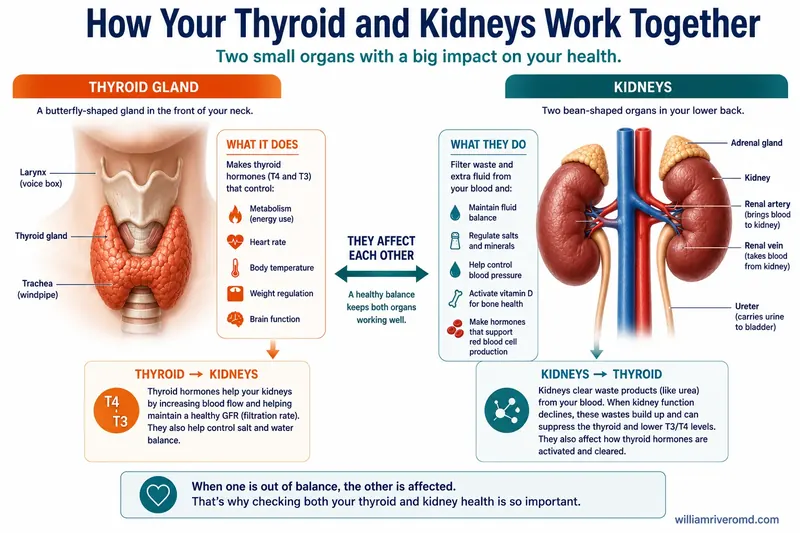 How Your Thyroid and Kidneys Work Together
Two small organs with a big impact on your health.
THYROID GLAND
A butterfly-shaped gland in the front of your neck.
Larynx
(voice box)
Thyroid gland
Trachea
(windpipe)
WHAT IT DOES
Makes thyroid
hormones (T4 and T3)
that control:
Metabolism
(energy use)
Heart rate
Body temperature
Weight regulation
Brain function
THEY AFFECT
EACH OTHER
A healthy balance
keeps both organs
working well.
KIDNEYS
Two bean-shaped organs in your lower back.
WHAT THEY DO
Filter waste and
extra fluid from
your blood and:
Maintain fluid
balance
Regulate salts
and minerals
Help control
blood pressure
Activate vitamin D
for bone health
Make hormones
that support
red blood cell
production
Adrenal gland
Kidney
Renal artery
(brings blood
to kidney)
Renal vein
(takes blood
from kidney)
Ureter
(carries urine
to bladder)
THYROID → KIDNEYS
T4
T3
Thyroid hormones help your kidneys
by increasing blood flow and helping
maintain a healthy GFR (filtration rate).
They also help control salt and water
balance.
KIDNEYS → THYROID
Kidneys clear waste products (like urea)
from your blood. When kidney function
declines, these wastes build up and can
suppress the thyroid and lower T3/T4 levels.
They also affect how thyroid hormones are
activated and cleared.
When one is out of balance, the other is affected.
That's why checking both your thyroid and kidney health is so important.
williamriveromd.com